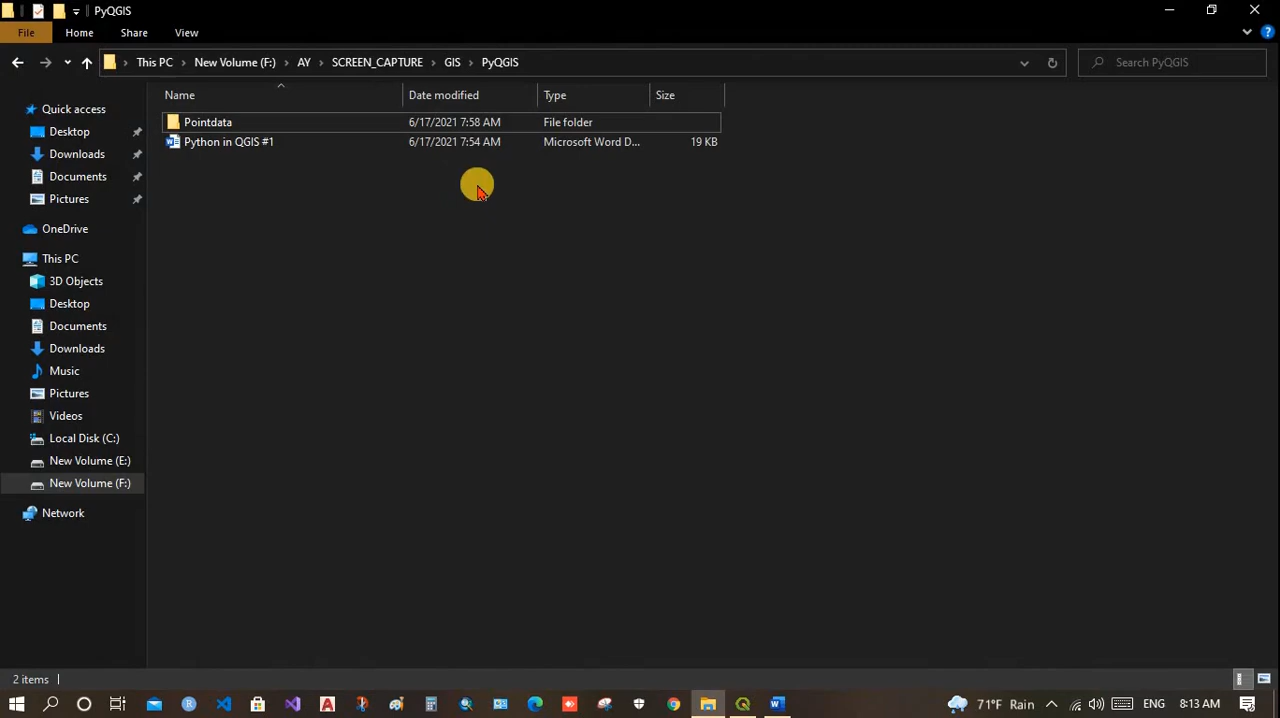 PyQGIS
File Home Share View
This PC New Volume (F:) AY SCREEN_CAPTURE GIS PyQGIS Search PyQGIS
Name Date modified Type Size
Pointdata 6/17/2021 7:58 AM File folder
Python in QGIS #1 6/17/2021 7:54 AM Microsoft Word D... 19 KB
Quick access
Desktop
Downloads
Documents
Pictures
OneDrive
This PC
3D Objects
Desktop
Documents
Downloads
Music
Pictures
Videos
Local Disk (C:)
New Volume (E:)
New Volume (F:)
Network
2 items
71°F Rain ENG 8:13 AM